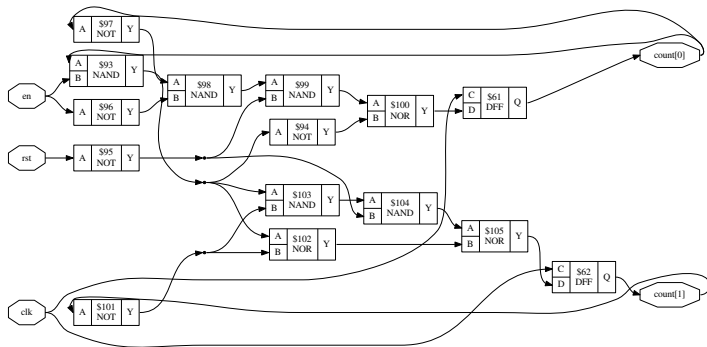 A $97 NOT Y
A B $93 NAND Y
en
A $96 NOT Y
rst
A $95 NOT Y
A B $98 NAND Y
A B $99 NAND Y
A $94 NOT Y
A B $100 NOR Y
C D $61 DFF Q
count[0]
A B $103 NAND Y
A B $102 NOR Y
A B $104 NAND Y
A B $105 NOR Y
C D $62 DFF Q
count[1]
clk
A $101 NOT Y